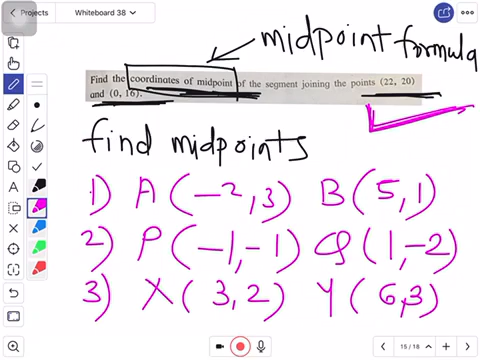 Projects Whiteboard 38
midpoint formula
Find the coordinates of midpoint of the segment joining the points (22, 20)
and (0, 16).
find midpoints
1) A (-2, 3) B (5, 1)
2) P (-1, -1) Q (1, -2)
3) X (3, 2) Y (6, 3)
15 / 18